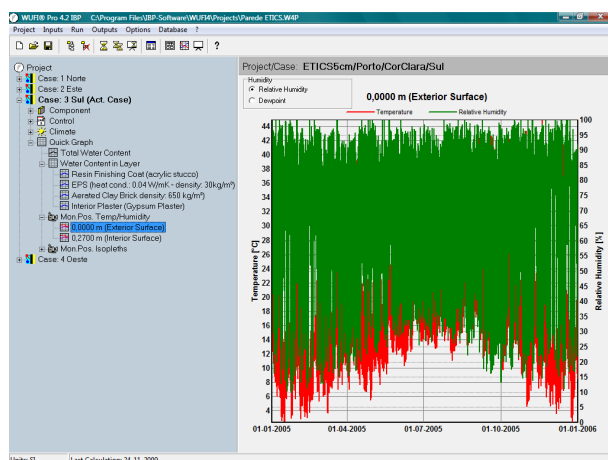 WUFI® Pro 4.2 IBP C:\Program Files\IBP-Software\WUFI4\Projects\Parede ETICS.W4P
Project Inputs Run Outputs Options Database ?
Project
Case: 1 Norte
Case: 2 Este
Case: 3 Sul (Act. Case)
Component
Control
Climate
Quick Graph
Total Water Content
Water Content in Layer
Resin Finishing Coat (acrylic stucco)
EPS (heat cond.: 0.04 W/mK - density: 30kg/m³)
Aerated Clay Brick density: 650 kg/m³)
Interior Plaster (Gypsum Plaster)
Mon.Pos. Temp/Humidity
0,0000 m (Exterior Surface)
0,2700 m (Interior Surface)
Mon.Pos. Isopleths
Case: 4 Oeste
Project/Case: ETICS5cm/Porto/CorClara/Sul
Humidity
Relative Humidity
Dewpoint
0,0000 m (Exterior Surface)
Temperature Relative Humidity
Temperature [°C]
44
42
40
38
36
34
32
30
28
26
24
22
20
18
16
14
12
10
8
6
4
100
95
90
85
80
75
70
65
60
55
50
45
40
35
30
25
20
15
10
5
0
Relative Humidity [%]
01-01-2005 01-04-2005 01-07-2005 01-10-2005 01-01-2006
Units: SI Last Calculation: 24-11-2009